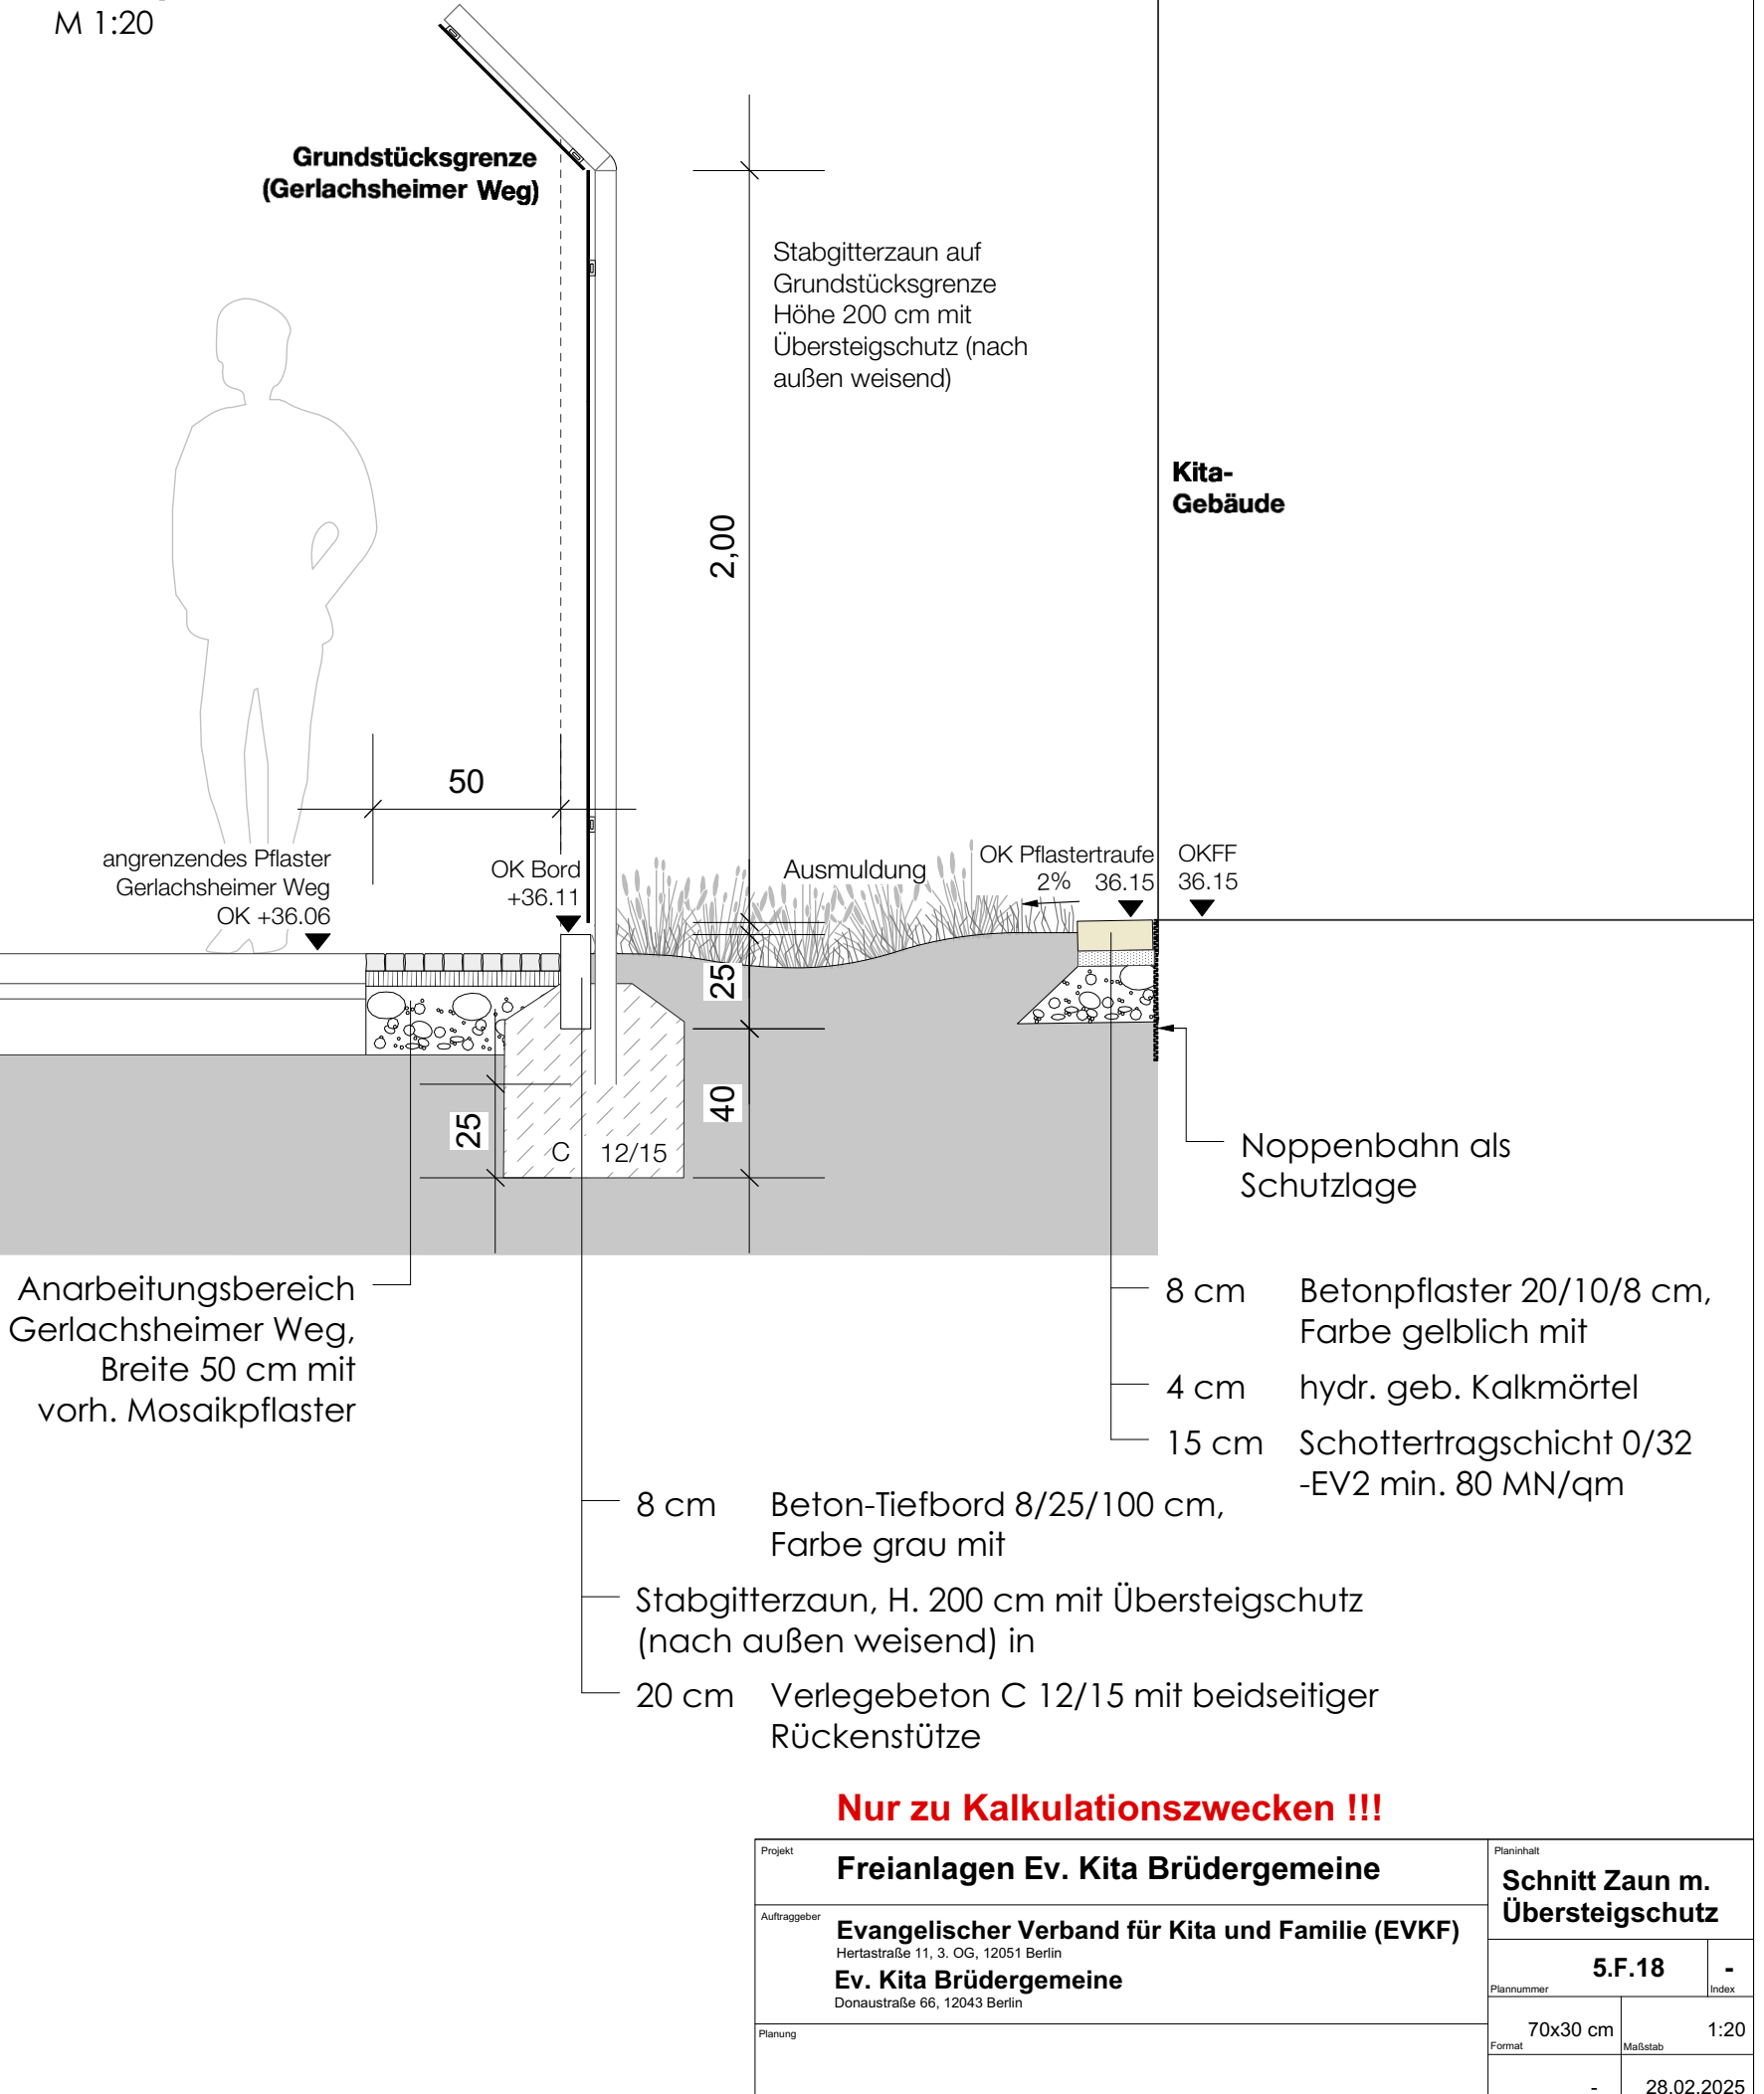 M 1:20
Grundstücksgrenze
(Gerlachsheimer Weg)
Stabgitterzaun auf
Grundstücksgrenze
Höhe 200 cm mit
Übersteigschutz (nach
außen weisend)
Kita-
Gebäude
2,00
50
angrenzendes Pflaster
Gerlachsheimer Weg
OK +36.06
OK Bord
+36.11
Ausmuldung
OK Pflastertraufe
2% 36.15
OKFF
36.15
25
40
25
C 12/15
Noppenbahn als
Schutzlage
Anarbeitungsbereich
Gerlachsheimer Weg,
Breite 50 cm mit
vorh. Mosaikpflaster
8 cm Betonpflaster 20/10/8 cm,
Farbe gelblich mit
4 cm hydr. geb. Kalkmörtel
15 cm Schottertragschicht 0/32
-EV2 min. 80 MN/qm
8 cm Beton-Tiefbord 8/25/100 cm,
Farbe grau mit
Stabgitterzaun, H. 200 cm mit Übersteigschutz
(nach außen weisend) in
20 cm Verlegebeton C 12/15 mit beidseitiger
Rückenstütze
Nur zu Kalkulationszwecken !!!
Projekt
Freianlagen Ev. Kita Brüdergemeine
Auftraggeber
Evangelischer Verband für Kita und Familie (EVKF)
Hertastraße 11, 3. OG, 12051 Berlin
Ev. Kita Brüdergemeine
Donaustraße 66, 12043 Berlin
Planung
Planinhalt
Schnitt Zaun m.
Übersteigschutz
5.F.18 -
Plannummer Index
70x30 cm 1:20
Format Maßstab
- 28.02.2025